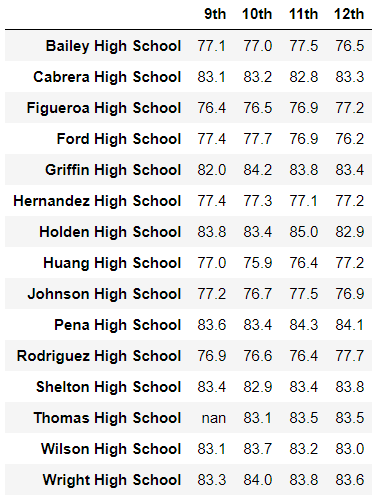 9th 10th 11th 12th
Bailey High School 77.1 77.0 77.5 76.5
Cabrera High School 83.1 83.2 82.8 83.3
Figueroa High School 76.4 76.5 76.9 77.2
Ford High School 77.4 77.7 76.9 76.2
Griffin High School 82.0 84.2 83.8 83.4
Hernandez High School 77.4 77.3 77.1 77.2
Holden High School 83.8 83.4 85.0 82.9
Huang High School 77.0 75.9 76.4 77.2
Johnson High School 77.2 76.7 77.5 76.9
Pena High School 83.6 83.4 84.3 84.1
Rodriguez High School 76.9 76.6 76.4 77.7
Shelton High School 83.4 82.9 83.4 83.8
Thomas High School nan 83.1 83.5 83.5
Wilson High School 83.1 83.7 83.2 83.0
Wright High School 83.3 84.0 83.8 83.6